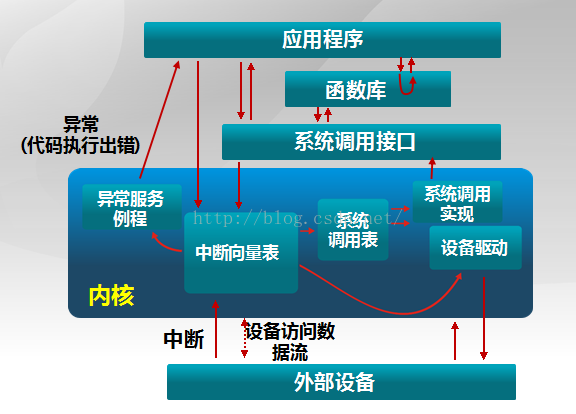 应用程序
函数库
异常
(代码执行出错)
系统调用接口
异常服务
例程
系统调用
实现
http://blog.csdn.net/
系统
调用表
中断向量表
设备驱动
内核
中断
设备访问数
据流
外部设备